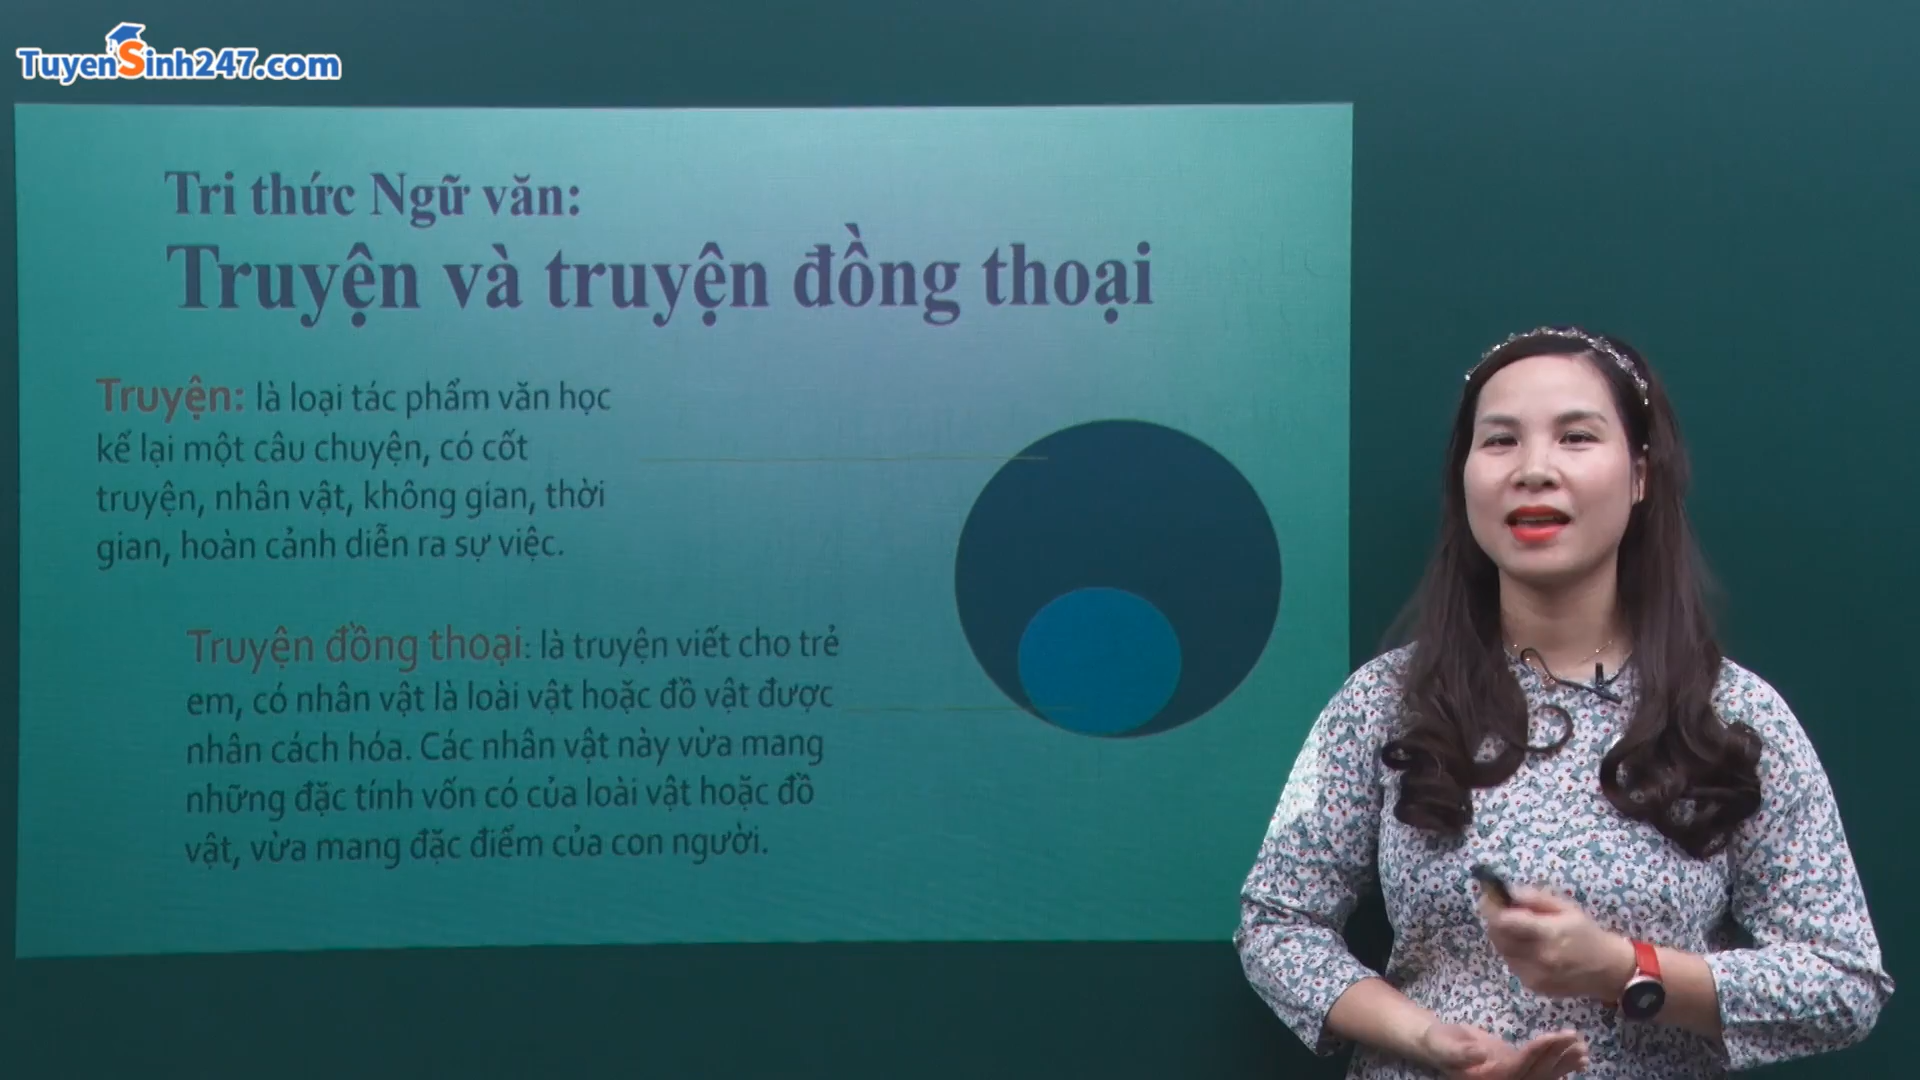 TuyenSinh247.com
Tri thức Ngữ văn:
Truyện và truyện đồng thoại
Truyện: là loại tác phẩm văn học
kể lại một câu chuyện, có cốt
truyện, nhân vật, không gian, thời
gian, hoàn cảnh diễn ra sự việc.
Truyện đồng thoại: là truyện viết cho trẻ
em, có nhân vật là loài vật hoặc đồ vật được
nhân cách hóa. Các nhân vật này vừa mang
những đặc tính vốn có của loài vật hoặc đồ
vật, vừa mang đặc điểm của con người.